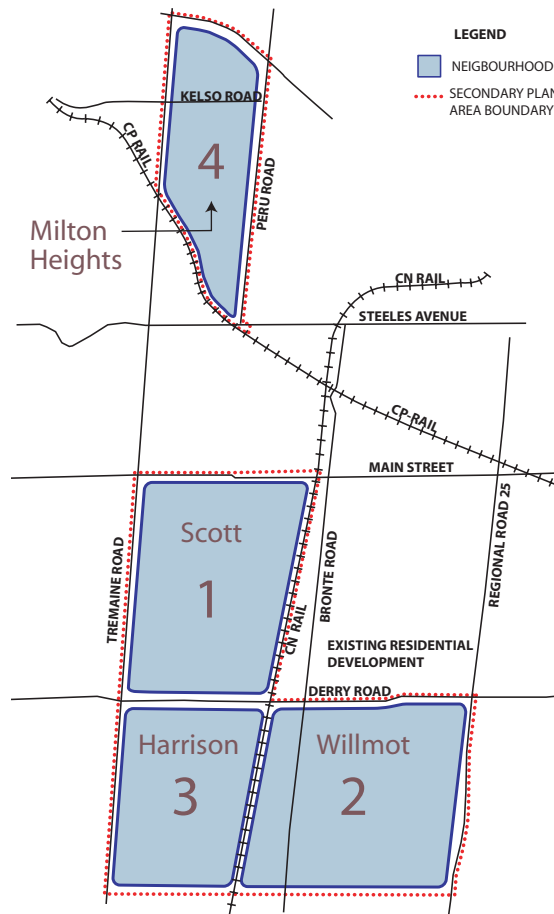 LEGEND
NEIGBOURHOOD
SECONDARY PLAN
AREA BOUNDARY
KELSO ROAD
CP RAIL
4
PERU ROAD
Milton
Heights
CN RAIL
STEELES AVENUE
CP-RAIL
MAIN STREET
REGIONAL ROAD 25
Scott
1
TREMAINE ROAD
CN RAIL
BRONTE ROAD
EXISTING RESIDENTIAL
DEVELOPMENT
DERRY ROAD
Harrison
3
Willmot
2